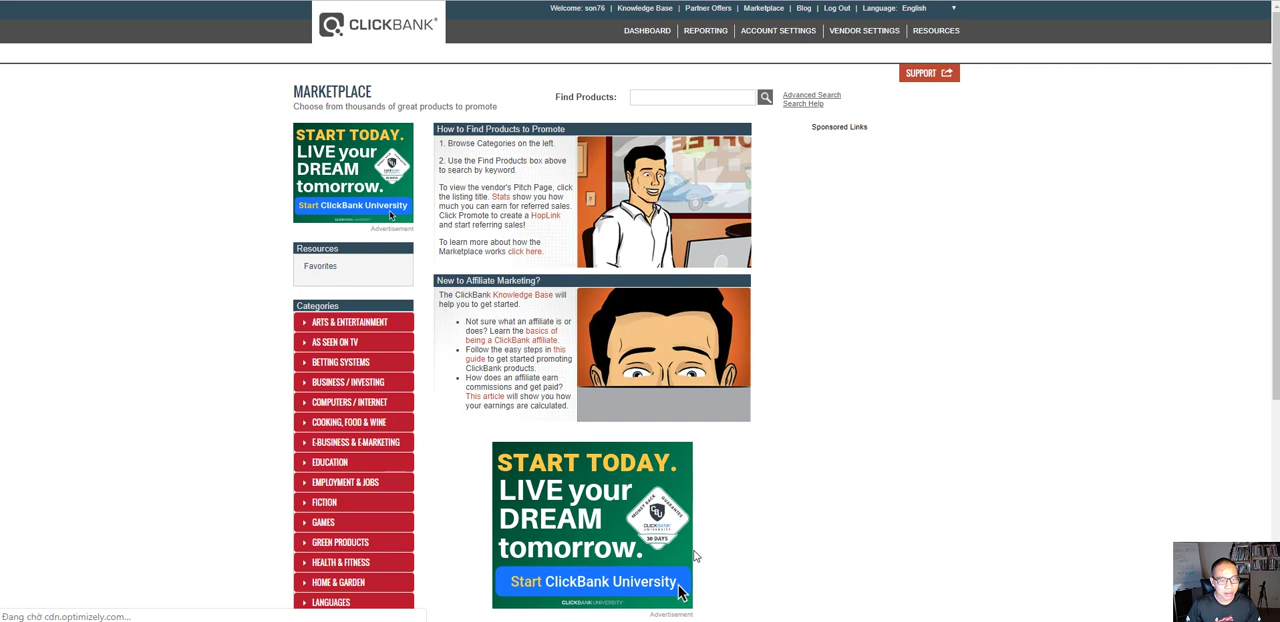 Welcome: son76 | Knowledge Base | Partner Offers | Marketplace | Blog | Log Out | Language: English
CLICKBANK®
DASHBOARD | REPORTING | ACCOUNT SETTINGS | VENDOR SETTINGS | RESOURCES
SUPPORT
MARKETPLACE
Choose from thousands of great products to promote
Find Products:
Advanced Search
Search Help
Sponsored Links
START TODAY.
LIVE your
DREAM
tomorrow.
Start ClickBank University
Advertisement
Resources
Favorites
Categories
ARTS & ENTERTAINMENT
AS SEEN ON TV
BETTING SYSTEMS
BUSINESS / INVESTING
COMPUTERS / INTERNET
COOKING, FOOD & WINE
E-BUSINESS & E-MARKETING
EDUCATION
EMPLOYMENT & JOBS
FICTION
GAMES
GREEN PRODUCTS
HEALTH & FITNESS
HOME & GARDEN
LANGUAGES
How to Find Products to Promote
1. Browse Categories on the left.
2. Use the Find Products box above
to search by keyword.
To view the vendor's Pitch Page, click
the listing title. Stats show you how
much you can earn for referred sales.
Click Promote to create a HopLink
and start referring sales!
To learn more about how the
Marketplace works click here.
New to Affiliate Marketing?
The ClickBank Knowledge Base will
help you to get started.
• Not sure what an affiliate is or
does? Learn the basics of
being a ClickBank affiliate.
• Follow the easy steps in this
guide to get started promoting
ClickBank products.
• How does an affiliate earn
commissions and get paid?
This article will show you how
your earnings are calculated.
START TODAY.
LIVE your
DREAM
tomorrow.
MONEY BACK GUARANTEE
CLICKBANK
UNIVERSITY
30 DAYS
Start ClickBank University
CLICKBANK UNIVERSITY
Advertisement
Đang chờ cdn.optimizely.com...